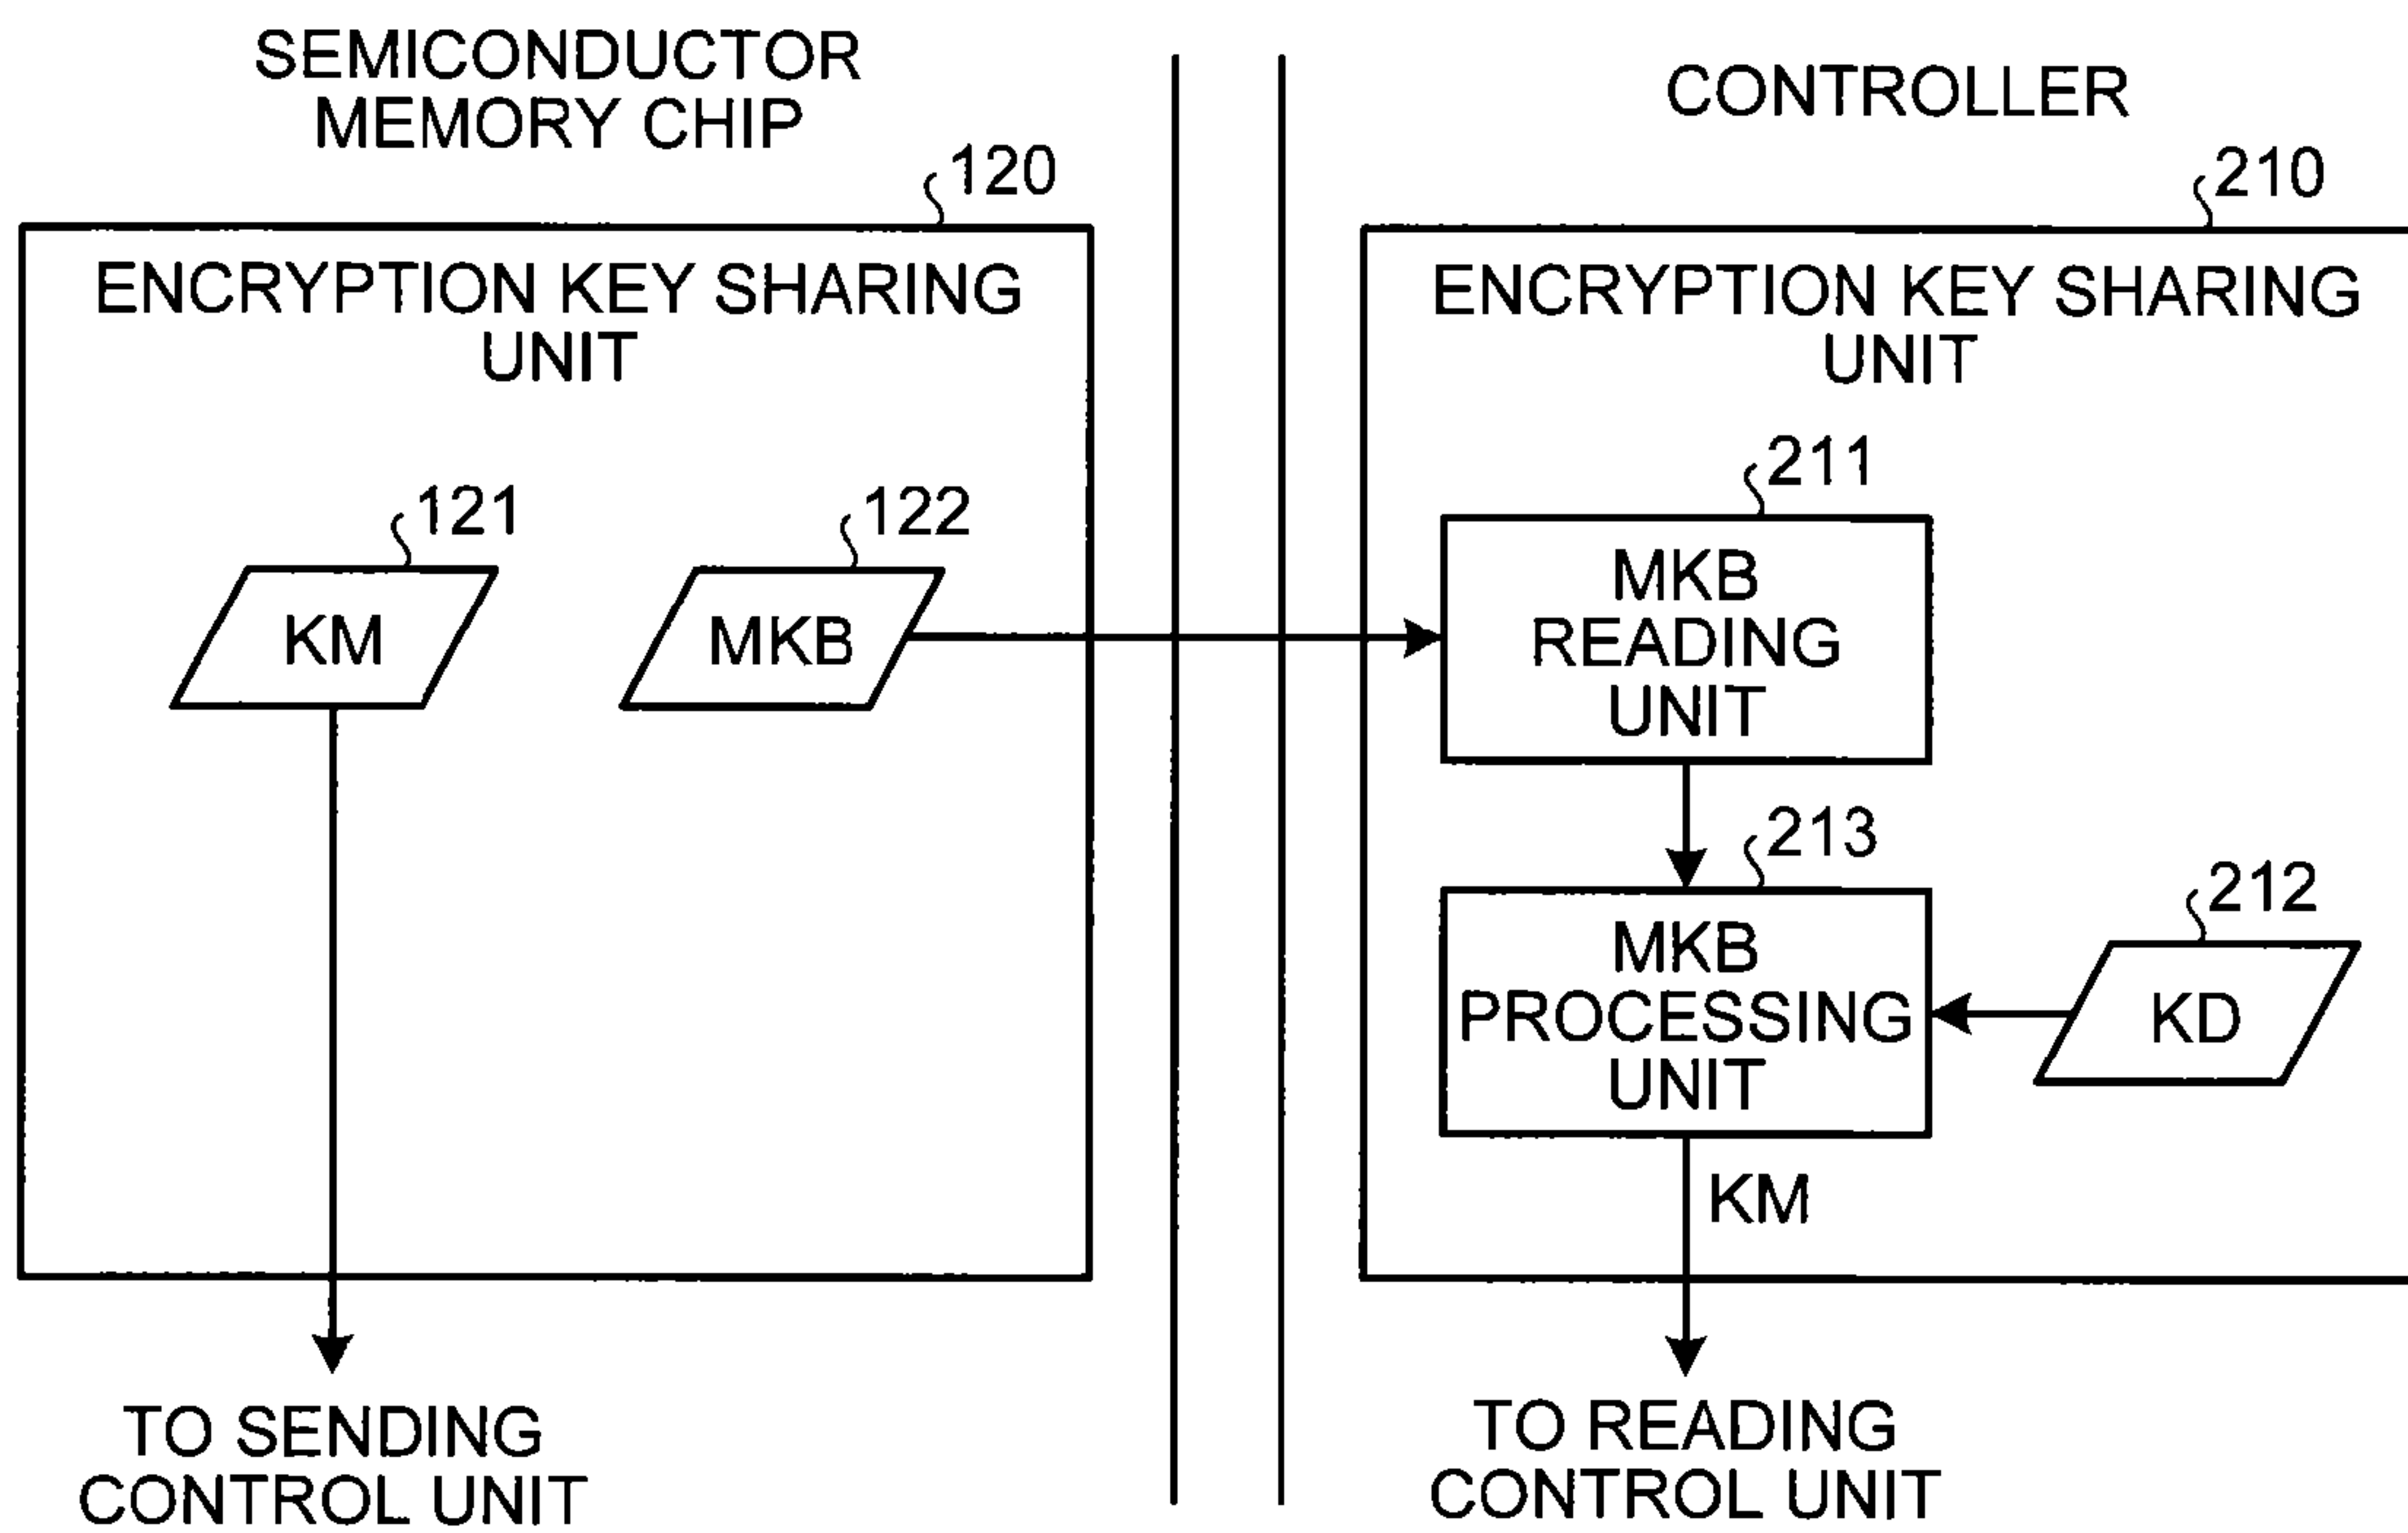 SEMICONDUCTOR
MEMORY CHIP
120
ENCRYPTION KEY SHARING
UNIT
121
122
KM
MKB
TO SENDING
CONTROL UNIT
CONTROLLER
210
ENCRYPTION KEY SHARING
UNIT
211
MKB
READING
UNIT
213
212
MKB
PROCESSING
UNIT
KD
KM
TO READING
CONTROL UNIT